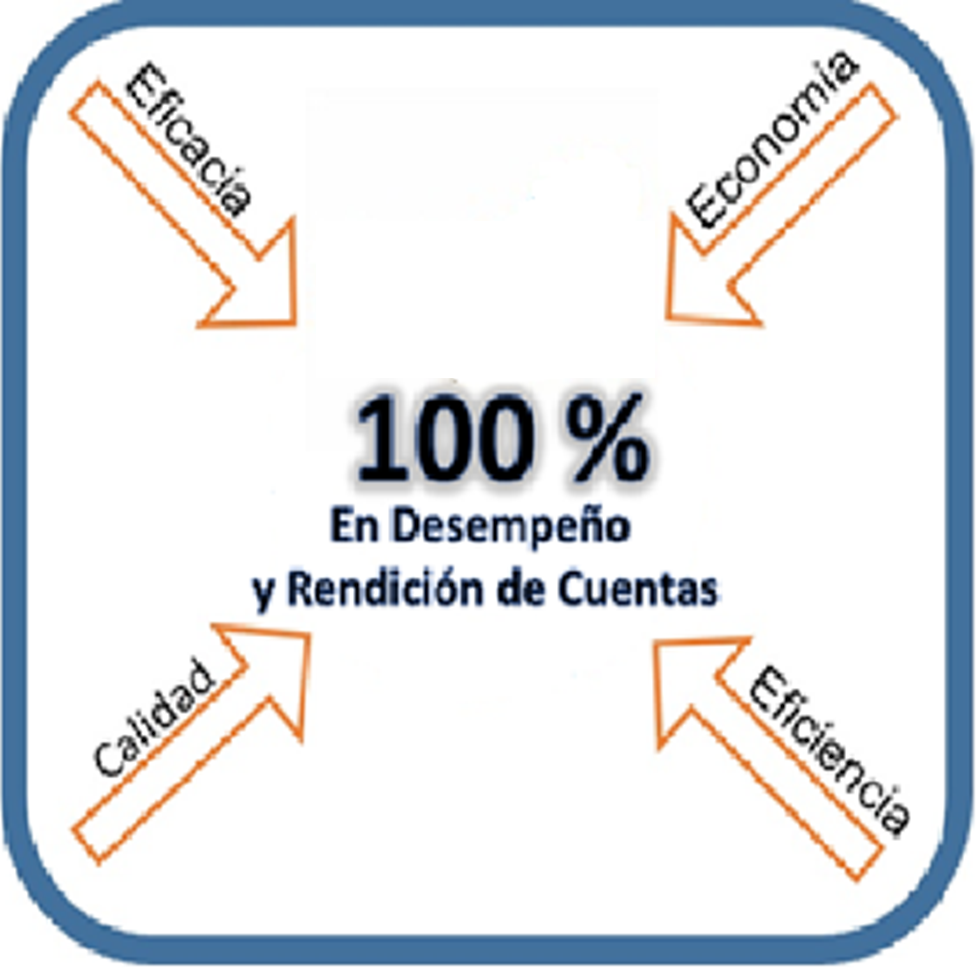 Eficacia
Economía
100 %
En Desempeño
y Rendición de Cuentas
Calidad
Eficiencia